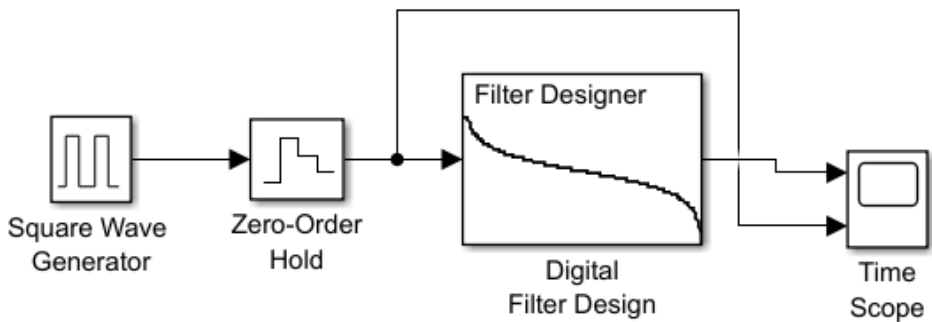 Filter Designer
Square Wave
Generator
Zero-Order
Hold
Digital
Filter Design
Time
Scope